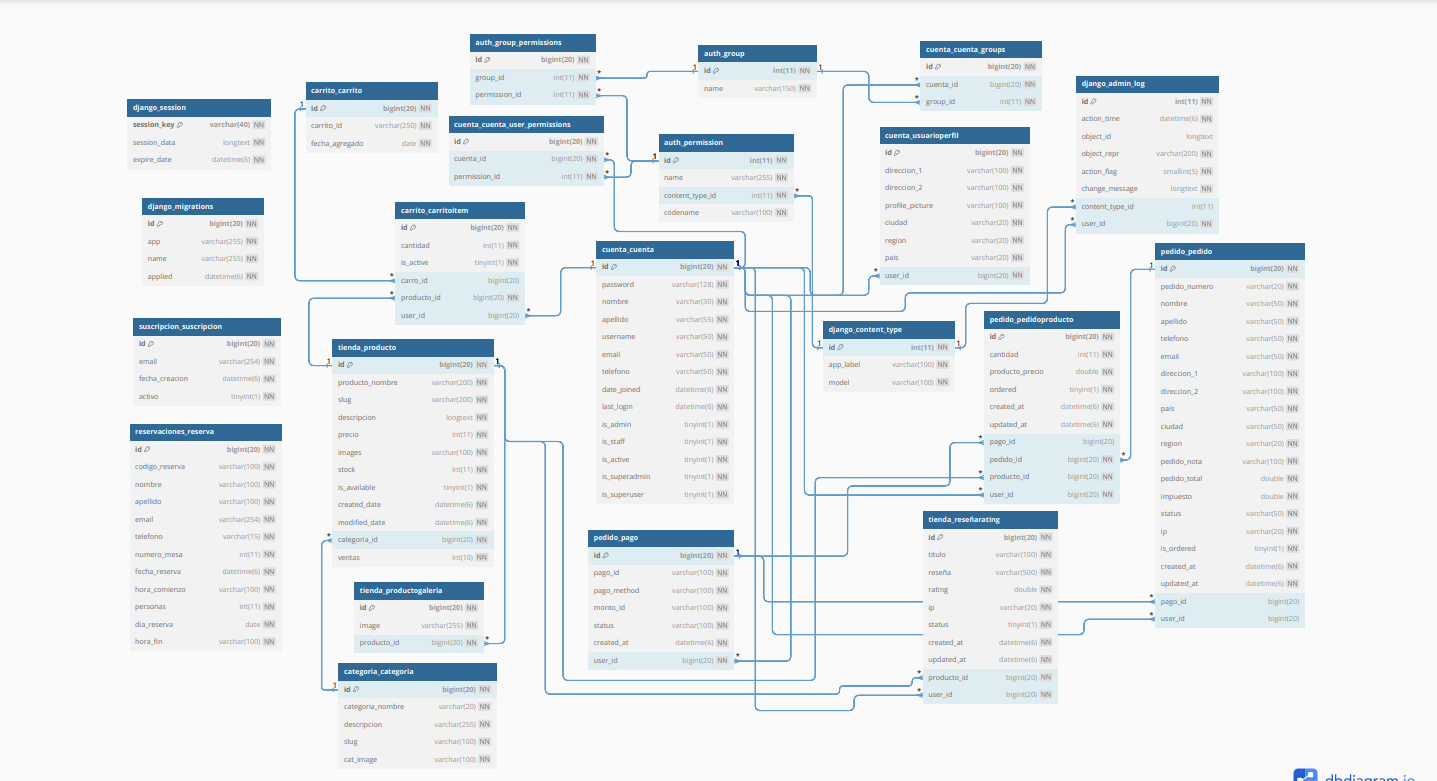 django_session
session_key varchar(40) NN
session_data longtext NN
expire_date datetime(6) NN
django_migrations
id bigint(20) NN
app varchar(255) NN
name varchar(255) NN
applied datetime(6) NN
suscripcion_suscripcion
id bigint(20) NN
email varchar(254) NN
fecha_creacion datetime(6) NN
activo tinyint(1) NN
reservaciones_reserva
id bigint(20) NN
codigo_reserva varchar(100) NN
nombre varchar(100) NN
apellido varchar(100) NN
email varchar(254) NN
telefono varchar(15) NN
numero_mesa int(11) NN
fecha_reserva datetime(6) NN
hora_comienzo varchar(100) NN
personas int(11) NN
dia_reserva date NN
hora_fin varchar(100) NN
carrito_carrito
id bigint(20) NN
carrito_id varchar(250) NN
fecha_agregado date NN
carrito_carritoitem
id bigint(20) NN
cantidad int(11) NN
is_active tinyint(1) NN
carro_id bigint(20)
producto_id bigint(20) NN
user_id bigint(20)
tienda_producto
id bigint(20) NN
producto_nombre varchar(200) NN
slug varchar(200) NN
descripcion longtext NN
precio int(11) NN
images varchar(100) NN
stock int(11) NN
is_available tinyint(1) NN
created_date datetime(6) NN
modified_date datetime(6) NN
categoria_id bigint(20) NN
ventas int(10) NN
tienda_productogaleria
id bigint(20) NN
image varchar(255) NN
producto_id bigint(20) NN
categoria_categoria
id bigint(20) NN
categoria_nombre varchar(20) NN
descripcion varchar(255) NN
slug varchar(100) NN
cat_image varchar(100) NN
auth_group_permissions
id bigint(20) NN
group_id int(11) NN
permission_id int(11) NN
cuenta_cuenta_user_permissions
id bigint(20) NN
cuenta_id bigint(20) NN
permission_id int(11) NN
auth_group
id int(11) NN
name varchar(150) NN
auth_permission
id int(11) NN
name varchar(255) NN
content_type_id int(11) NN
codename varchar(100) NN
cuenta_cuenta
id bigint(20) NN
password varchar(128) NN
nombre varchar(30) NN
apellido varchar(55) NN
username varchar(50) NN
email varchar(50) NN
telefono varchar(50) NN
date_joined datetime(6) NN
last_login datetime(6) NN
is_admin tinyint(1) NN
is_staff tinyint(1) NN
is_active tinyint(1) NN
is_superadmin tinyint(1) NN
is_superuser tinyint(1) NN
pedido_pago
id bigint(20) NN
pago_id varchar(100) NN
pago_method varchar(100) NN
monto_id varchar(100) NN
status varchar(100) NN
created_at datetime(6) NN
user_id bigint(20) NN
cuenta_cuenta_groups
id bigint(20) NN
cuenta_id bigint(20) NN
group_id int(11) NN
cuenta_usuarioperfil
id bigint(20) NN
direccion_1 varchar(100) NN
direccion_2 varchar(100) NN
profile_picture varchar(100) NN
ciudad varchar(20) NN
region varchar(20) NN
pais varchar(20) NN
user_id bigint(20) NN
django_content_type
id int(11) NN
app_label varchar(100) NN
model varchar(100) NN
django_admin_log
id int(11) NN
action_time datetime(6) NN
object_id longtext
object_repr varchar(200) NN
action_flag smallint(5) NN
change_message longtext NN
content_type_id int(11)
user_id bigint(20) NN
pedido_pedidoproducto
id bigint(20) NN
cantidad int(11) NN
producto_precio double NN
ordered tinyint(1) NN
created_at datetime(6) NN
updated_at datetime(6) NN
pago_id bigint(20)
pedido_id bigint(20) NN
producto_id bigint(20) NN
user_id bigint(20) NN
tienda_reseñarating
id bigint(20) NN
titulo varchar(100) NN
reseña varchar(500) NN
rating double NN
ip varchar(20) NN
status tinyint(1) NN
created_at datetime(6) NN
updated_at datetime(6) NN
producto_id bigint(20) NN
user_id bigint(20) NN
pedido_pedido
id bigint(20) NN
pedido_numero varchar(20) NN
nombre varchar(50) NN
apellido varchar(50) NN
telefono varchar(50) NN
email varchar(50) NN
direccion_1 varchar(100) NN
direccion_2 varchar(100) NN
pais varchar(50) NN
ciudad varchar(50) NN
region varchar(20) NN
pedido_nota varchar(100) NN
pedido_total double NN
impuesto double NN
status varchar(50) NN
ip varchar(20) NN
is_ordered tinyint(1) NN
created_at datetime(6) NN
updated_at datetime(6) NN
pago_id bigint(20)
user_id bigint(20)
dbdiagram.io